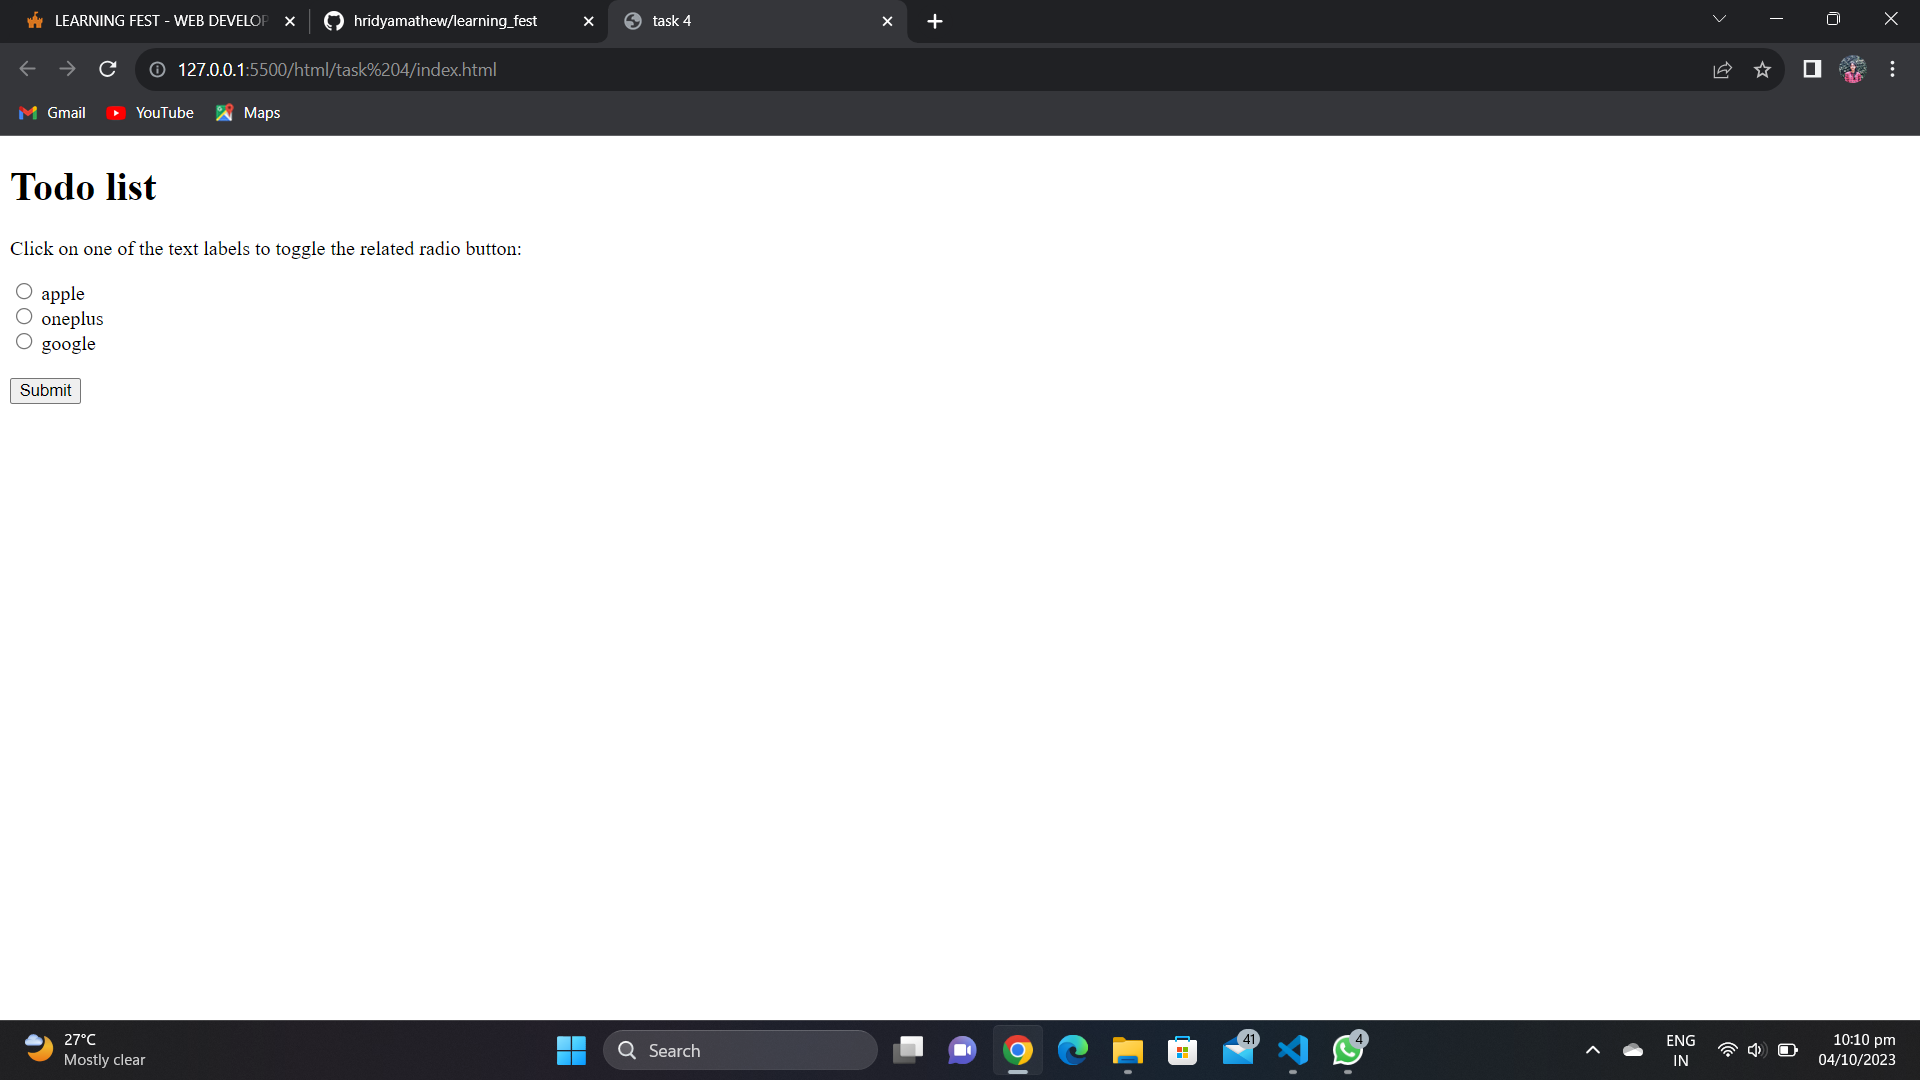 LEARNING FEST - WEB DEVELOP
hridyamathew/learning_fest
task 4
127.0.0.1:5500/html/task%204/index.html
Gmail
YouTube
Maps
Todo list
Click on one of the text labels to toggle the related radio button:
apple
oneplus
google
Submit
27°C
Mostly clear
Search
41
4
ENG
IN
10:10 pm
04/10/2023